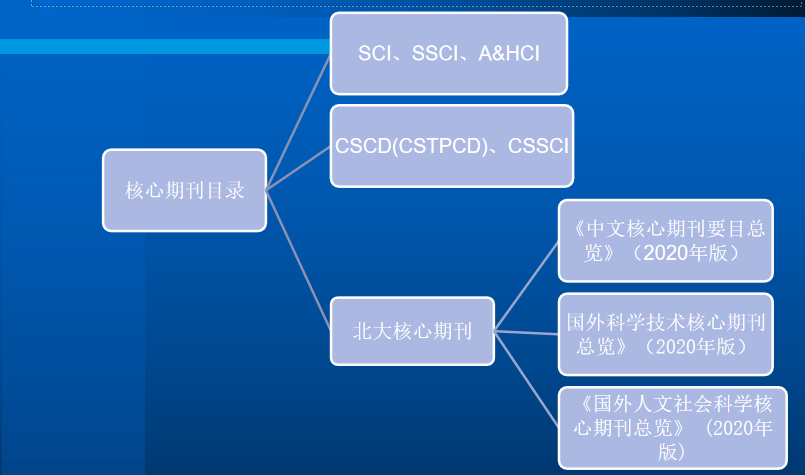 SCI、SSCI、A&HCI
CSCD(CSTPCD)、CSSCI
核心期刊目录
《中文核心期刊要目总
览》（2020年版）
北大核心期刊
国外科学技术核心期刊
总览》（2020年版）
《国外人文社会科学核
心期刊总览》（2020年
版）